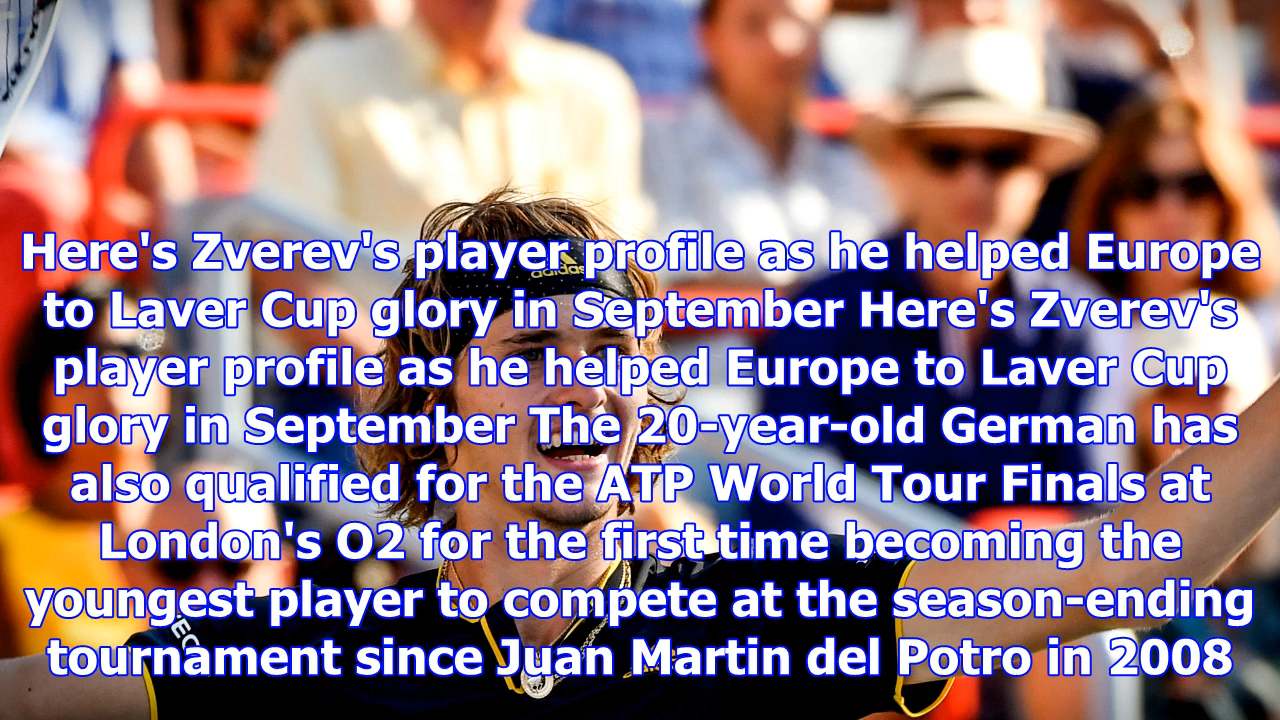 adidas
Here's Zverev's player profile as he helped Europe
to Laver Cup glory in September Here's Zverev's
player profile as he helped Europe to Laver Cup
glory in September The 20-year-old German has
also qualified for the ATP World Tour Finals at
London's O2 for the first time becoming the
youngest player to compete at the season-ending
tournament since Juan Martin del Potro in 2008